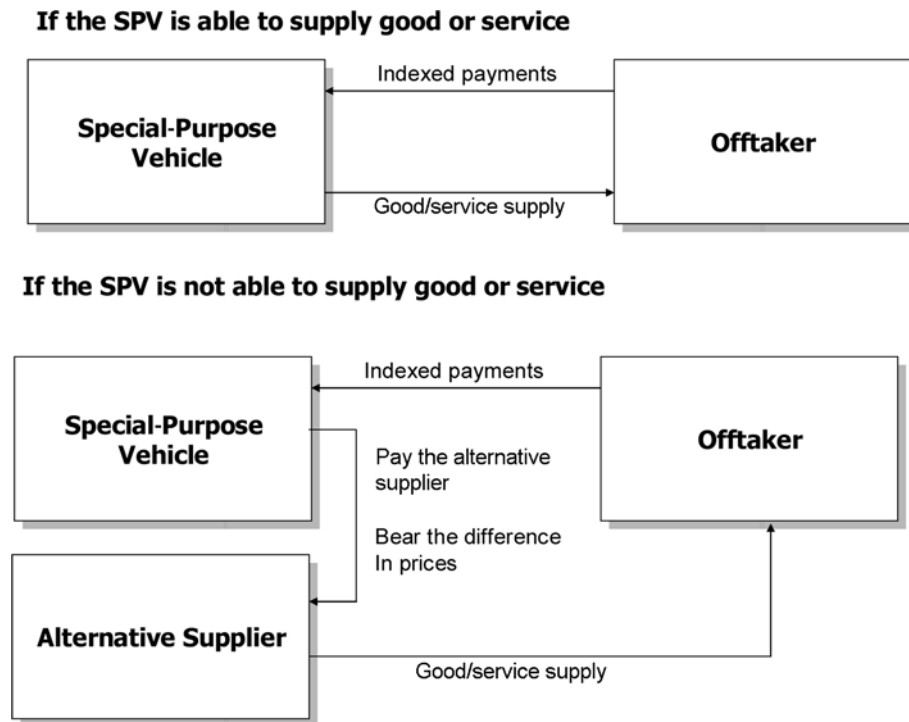 If the SPV is able to supply good or service
Indexed payments
Special-Purpose
Vehicle
Offtaker
Good/service supply
If the SPV is not able to supply good or service
Indexed payments
Special-Purpose
Vehicle
Offtaker
Pay the alternative
supplier
Bear the difference
In prices
Alternative Supplier
Good/service supply